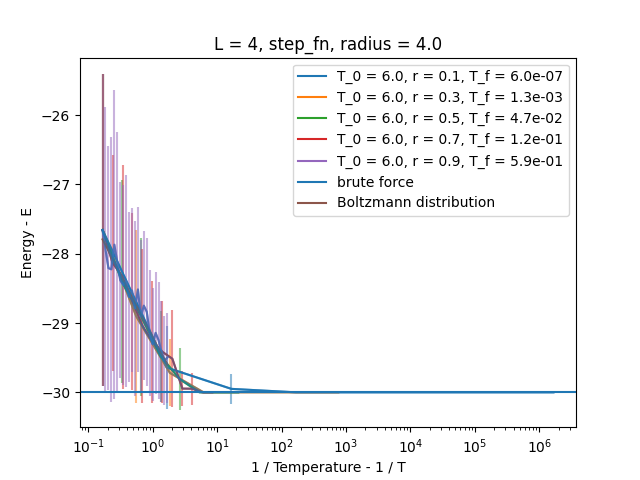 L = 4, step_fn, radius = 4.0
T_0 = 6.0, r = 0.1, T_f = 6.0e-07
T_0 = 6.0, r = 0.3, T_f = 1.3e-03
T_0 = 6.0, r = 0.5, T_f = 4.7e-02
T_0 = 6.0, r = 0.7, T_f = 1.2e-01
T_0 = 6.0, r = 0.9, T_f = 5.9e-01
brute force
Boltzmann distribution
Energy - E
−26
−27
−28
−29
−30
10⁻¹ 10⁰ 10¹ 10² 10³ 10⁴ 10⁵ 10⁶
1 / Temperature - 1 / T